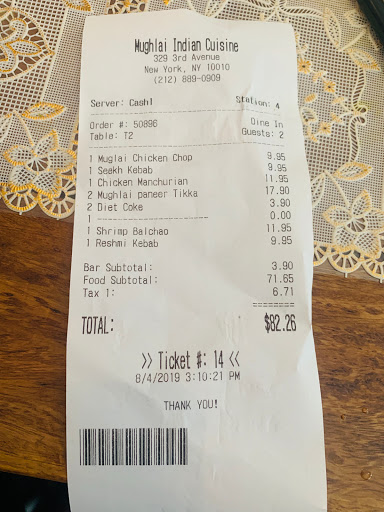 Mughlai Indian Cuisine
329 3rd Avenue
New York, NY 10010
(212) 889-0909
Server: Cash1 Station: 4
Order #: 50896 Dine In
Table: T2 Guests: 2
1 Muglai Chicken Chop 9.95
1 Seakh Kebab 9.95
1 Chicken Manchurian 11.95
2 Mughlai paneer Tikka 17.90
2 Diet Coke 3.90
1 -------------------- 0.00
1 Shrimp Balchao 11.95
1 Reshmi Kebab 9.95
Bar Subtotal: 3.90
Food Subtotal: 71.65
Tax 1: 6.71
=======
TOTAL: $82.26
>> Ticket #: 14 <<
8/4/2019 3:10:21 PM
THANK YOU!